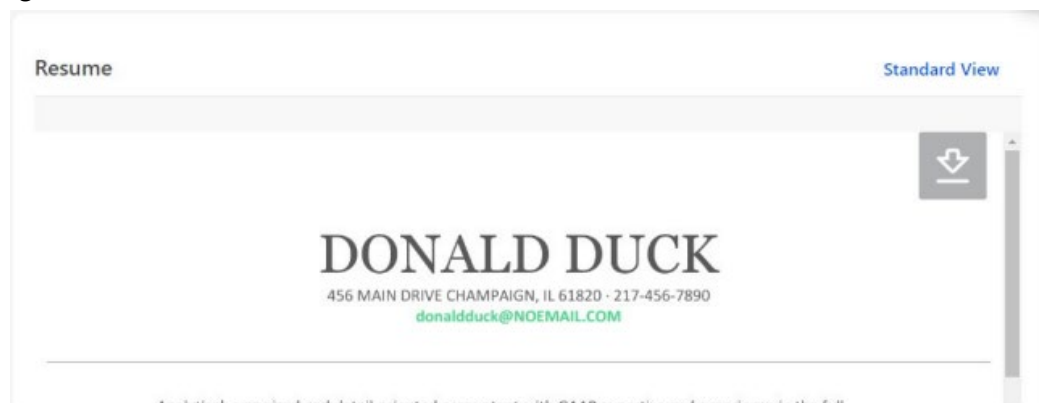 Resume
Standard View
DONALD DUCK
456 MAIN DRIVE CHAMPAIGN, IL 61820 · 217-456-7890
donaldduck@NOEMAIL.COM